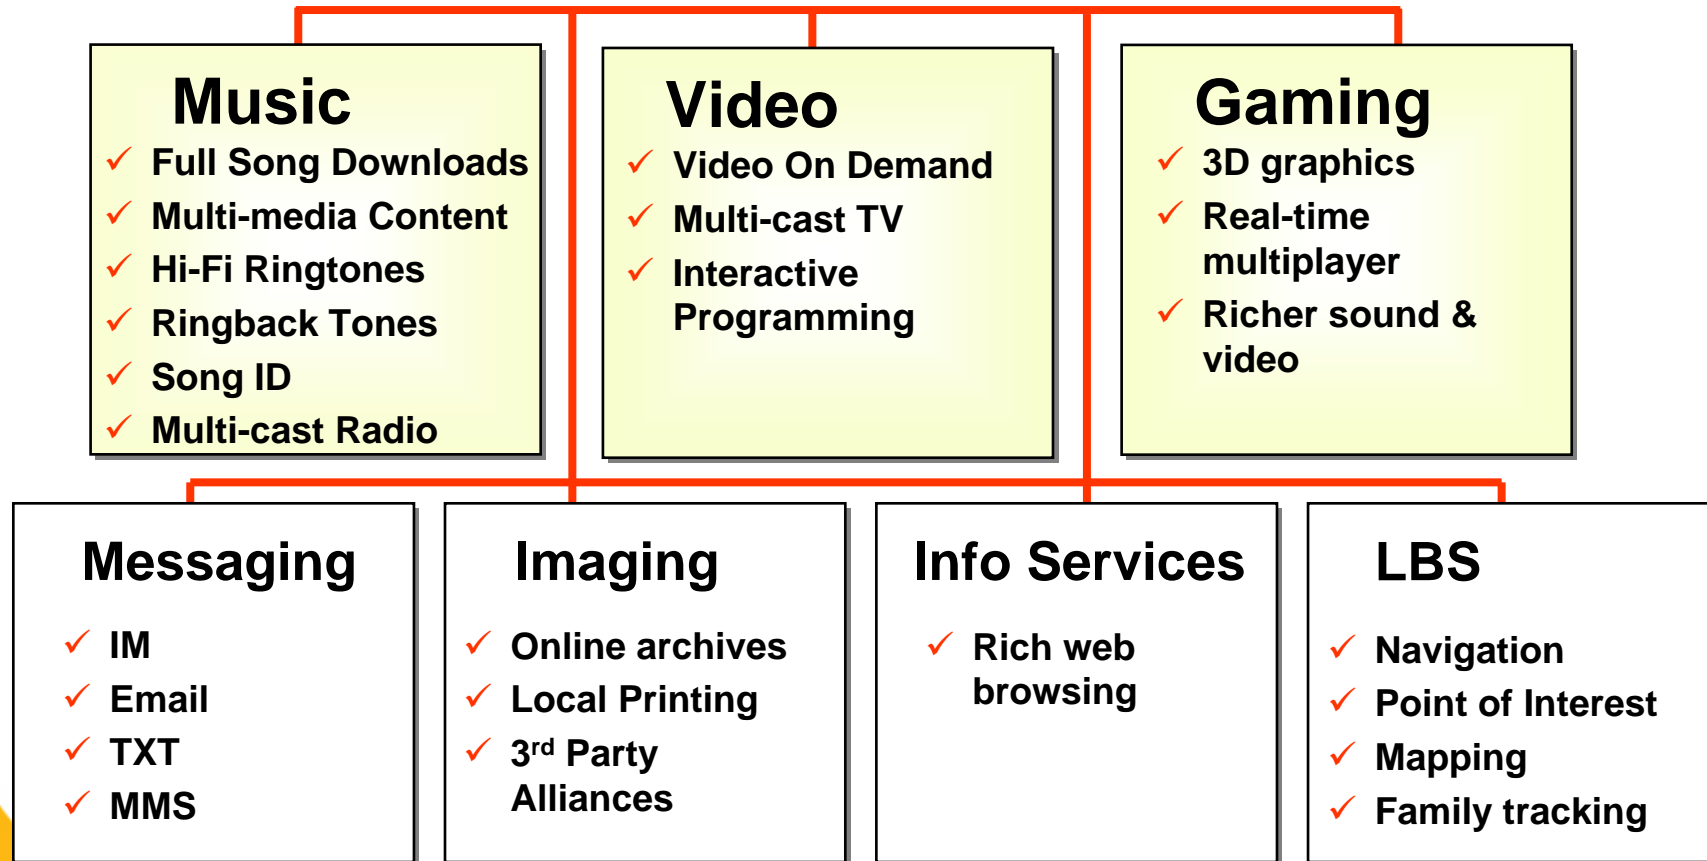 Music
Full Song Downloads
Multi-media Content
Hi-Fi Ringtones
Ringback Tones
Song ID
Multi-cast Radio
Video
Video On Demand
Multi-cast TV
Interactive
Programming
Gaming
3D graphics
Real-time
multiplayer
Richer sound &
video
Messaging
IM
Email
TXT
MMS
Imaging
Online archives
Local Printing
3rd Party
Alliances
Info Services
Rich web
browsing
LBS
Navigation
Point of Interest
Mapping
Family tracking